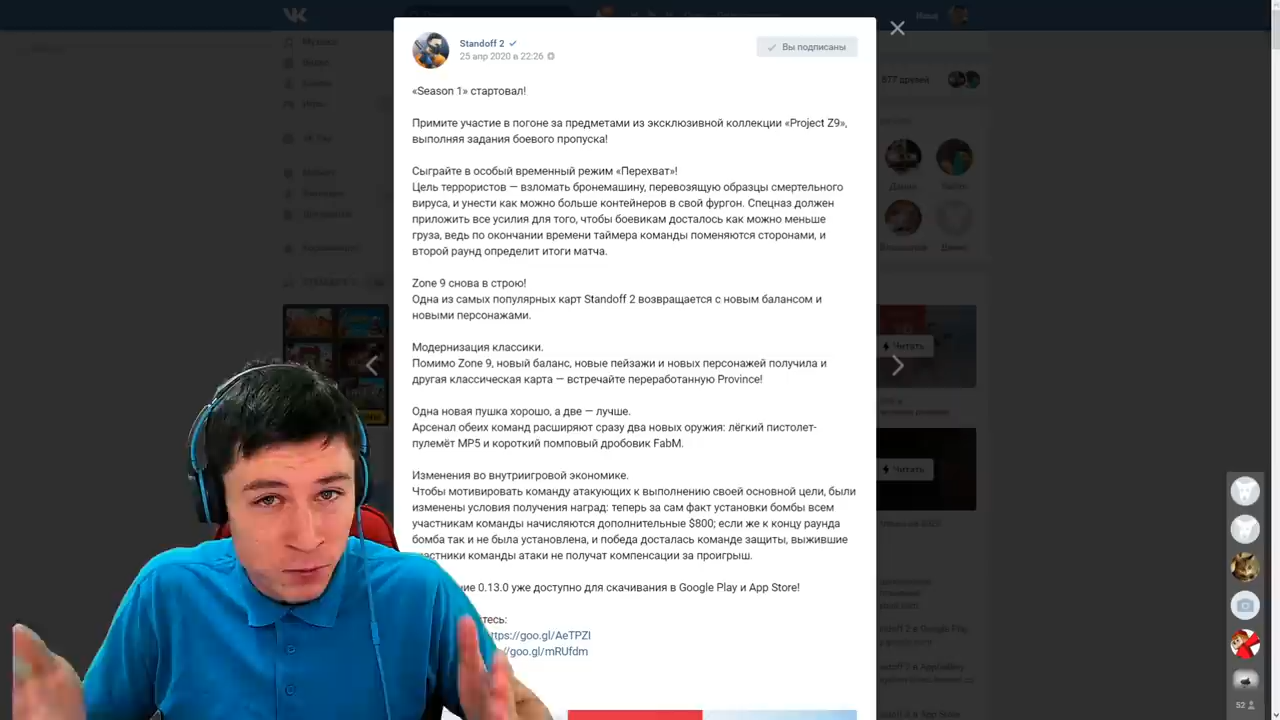 Standoff 2
25 апр 2020 в 22:26
Вы подписаны
«Season 1» стартовал!
Примите участие в погоне за предметами из эксклюзивной коллекции «Project Z9»,
выполняя задания боевого пропуска!
Сыграйте в особый временный режим «Перехват»!
Цель террористов — взломать бронемашину, перевозящую образцы смертельного
вируса, и унести как можно больше контейнеров в свой фургон. Спецназ должен
приложить все усилия для того, чтобы боевикам досталось как можно меньше
груза, ведь по окончании времени таймера команды поменяются сторонами, и
второй раунд определит итоги матча.
Zone 9 снова в строю!
Одна из самых популярных карт Standoff 2 возвращается с новым балансом и
новыми персонажами.
Модернизация классики.
Помимо Zone 9, новый баланс, новые пейзажи и новых персонажей получила и
другая классическая карта — встречайте переработанную Province!
Одна новая пушка хорошо, а две — лучше.
Арсенал обеих команд расширяют сразу два новых оружия: лёгкий пистолет-
пулемёт MP5 и короткий помповый дробовик FabM.
Изменения во внутриигровой экономике.
Чтобы мотивировать команду атакующих к выполнению своей основной цели, были
изменены условия получения наград: теперь за сам факт установки бомбы всем
участникам команды начисляются дополнительные $800; если же к концу раунда
бомба так и не была установлена, и победа досталась команде защиты, выжившие
участники команды атаки не получат компенсации за проигрыш.
ние 0.13.0 уже доступно для скачивания в Google Play и App Store!
тесь:
ttps://goo.gl/AeTPZI
//goo.gl/mRUfdm
Читать
Читать
52